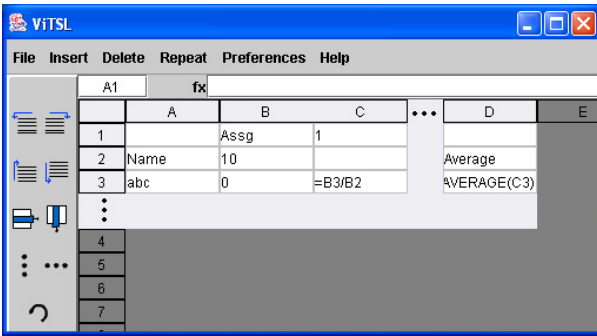 ViTSL
File Insert Delete Repeat Preferences Help
A1 fx
A B C ••• D E
1 Assg 1
2 Name 10 Average
3 abc 0 =B3/B2 AVERAGE(C3)
4
5
6
7